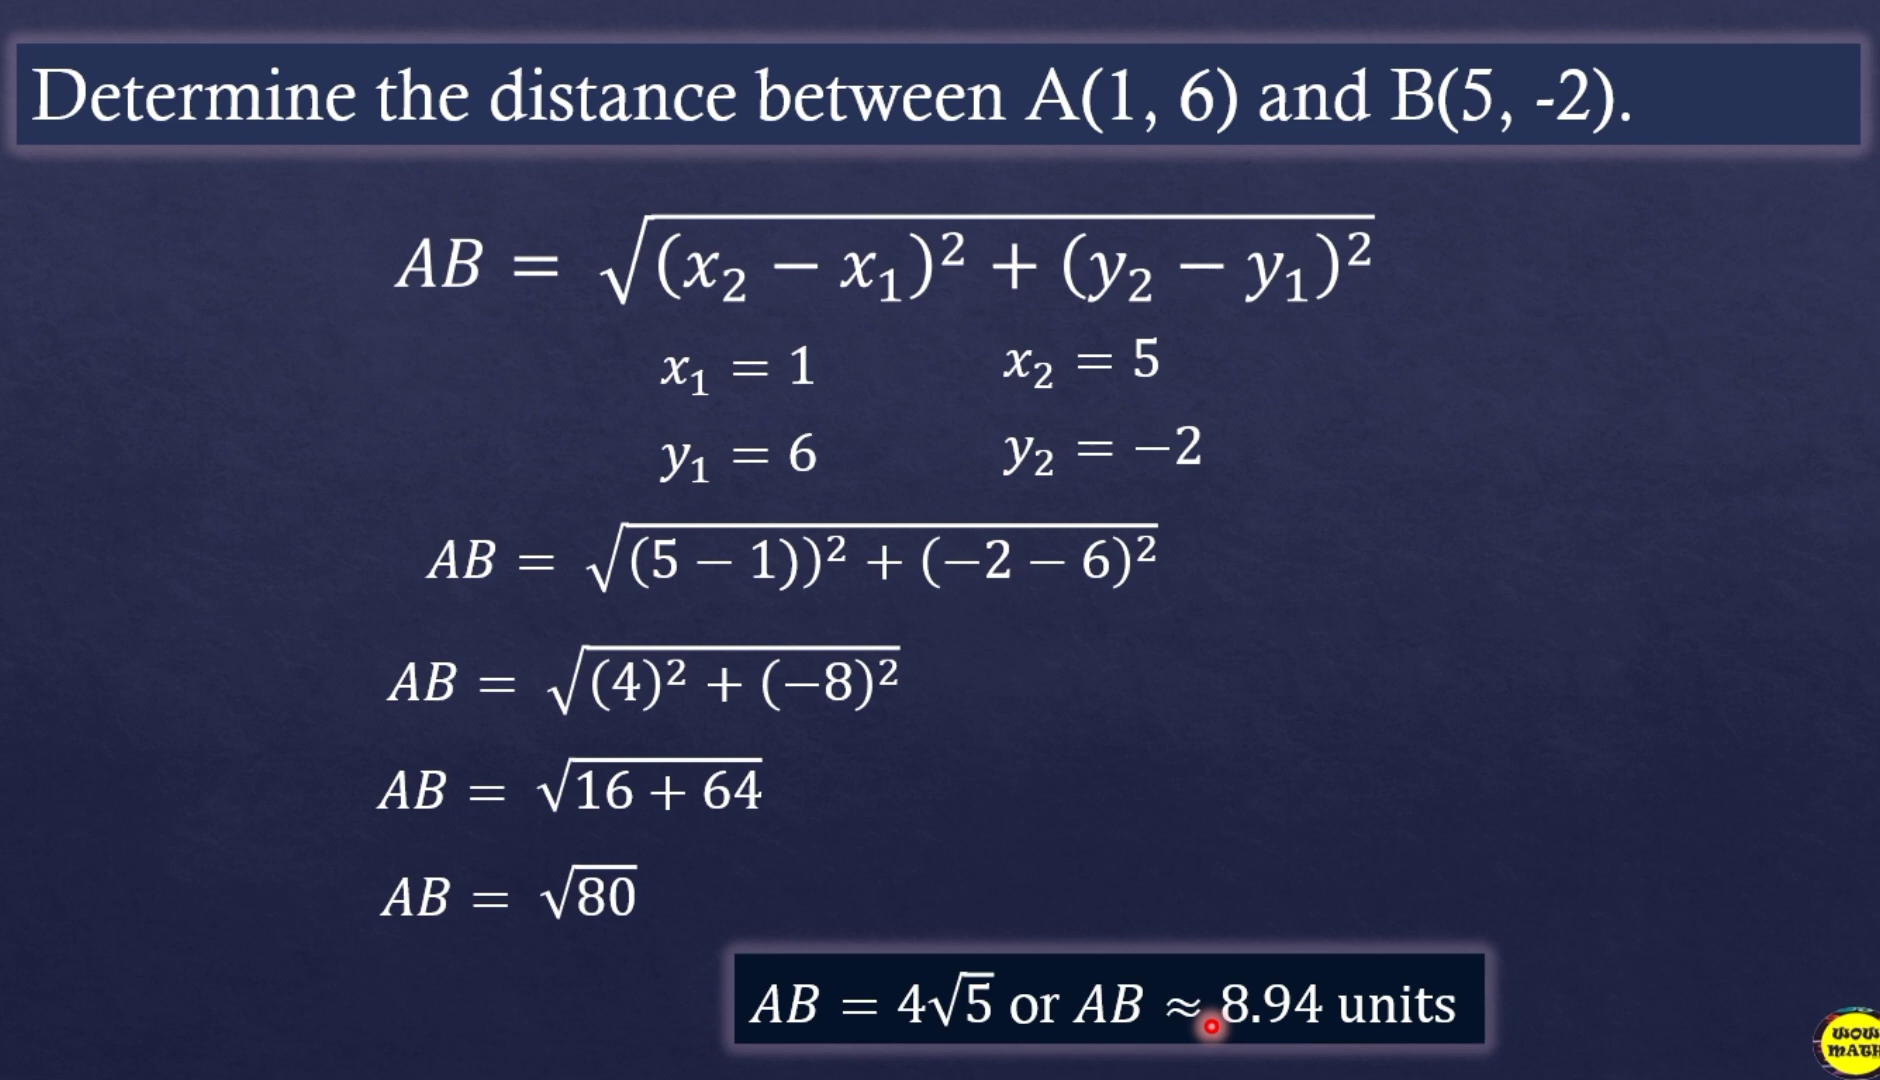 Determine the distance between A(1, 6) and B(5, -2).
AB = √(x₂ − x₁)² + (y₂ − y₁)²
x₁ = 1 x₂ = 5
y₁ = 6 y₂ = −2
AB = √(5 − 1))² + (−2 − 6)²
AB = √(4)² + (−8)²
AB = √16 + 64
AB = √80
AB = 4√5 or AB ≈ 8.94 units
WOW
MATH